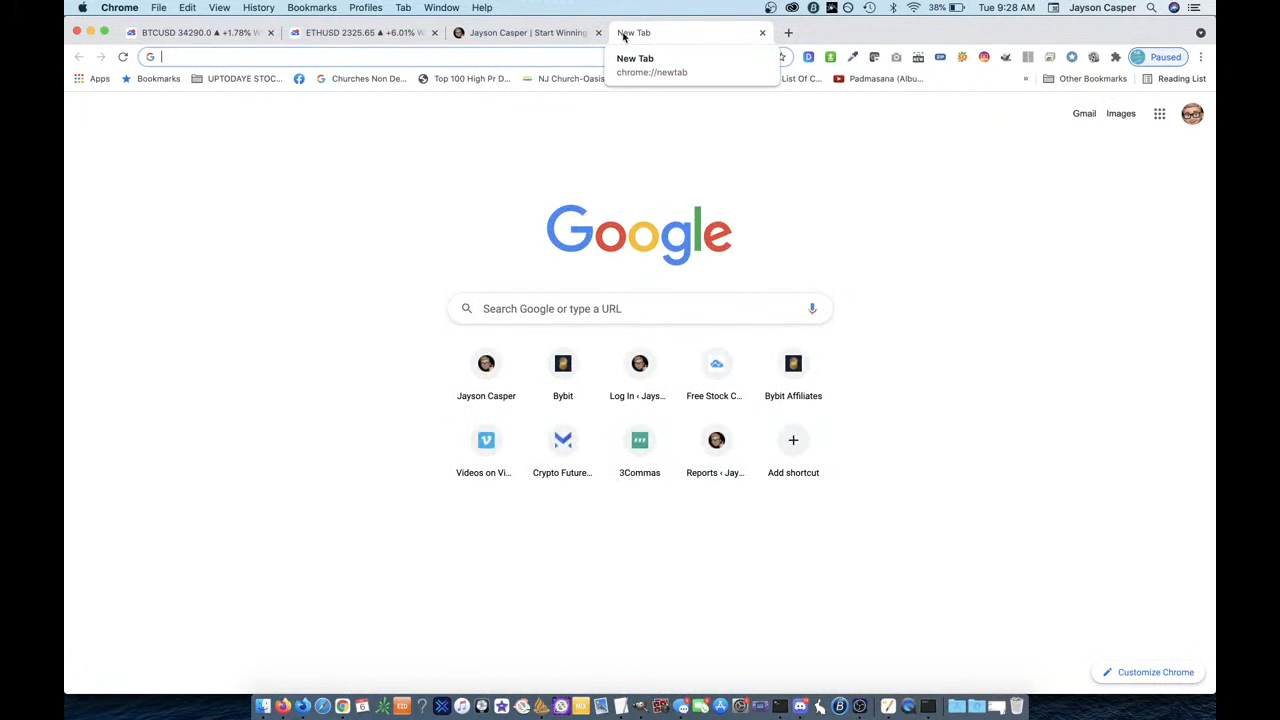 Chrome File Edit View History Bookmarks Profiles Tab Window Help 38% Tue 9:28 AM Jayson Casper
BTCUSD 34290.0 ▲ +1.78% ETHUSD 2325.65 ▲ +6.01% Jayson Casper | Start Winning New Tab
Paused
New Tab
chrome://newtab
Apps Bookmarks UPTODAYE STOC... Churches Non De... Top 100 High Pr D... NJ Church-Oasis List Of C... Padmasana (Albu... » Other Bookmarks Reading List
Gmail Images
Google
Search Google or type a URL
Jayson Casper Bybit Log In ‹ Jays... Free Stock C... Bybit Affiliates
Videos on Vi... Crypto Future... 3Commas Reports ‹ Jay... Add shortcut
Customize Chrome